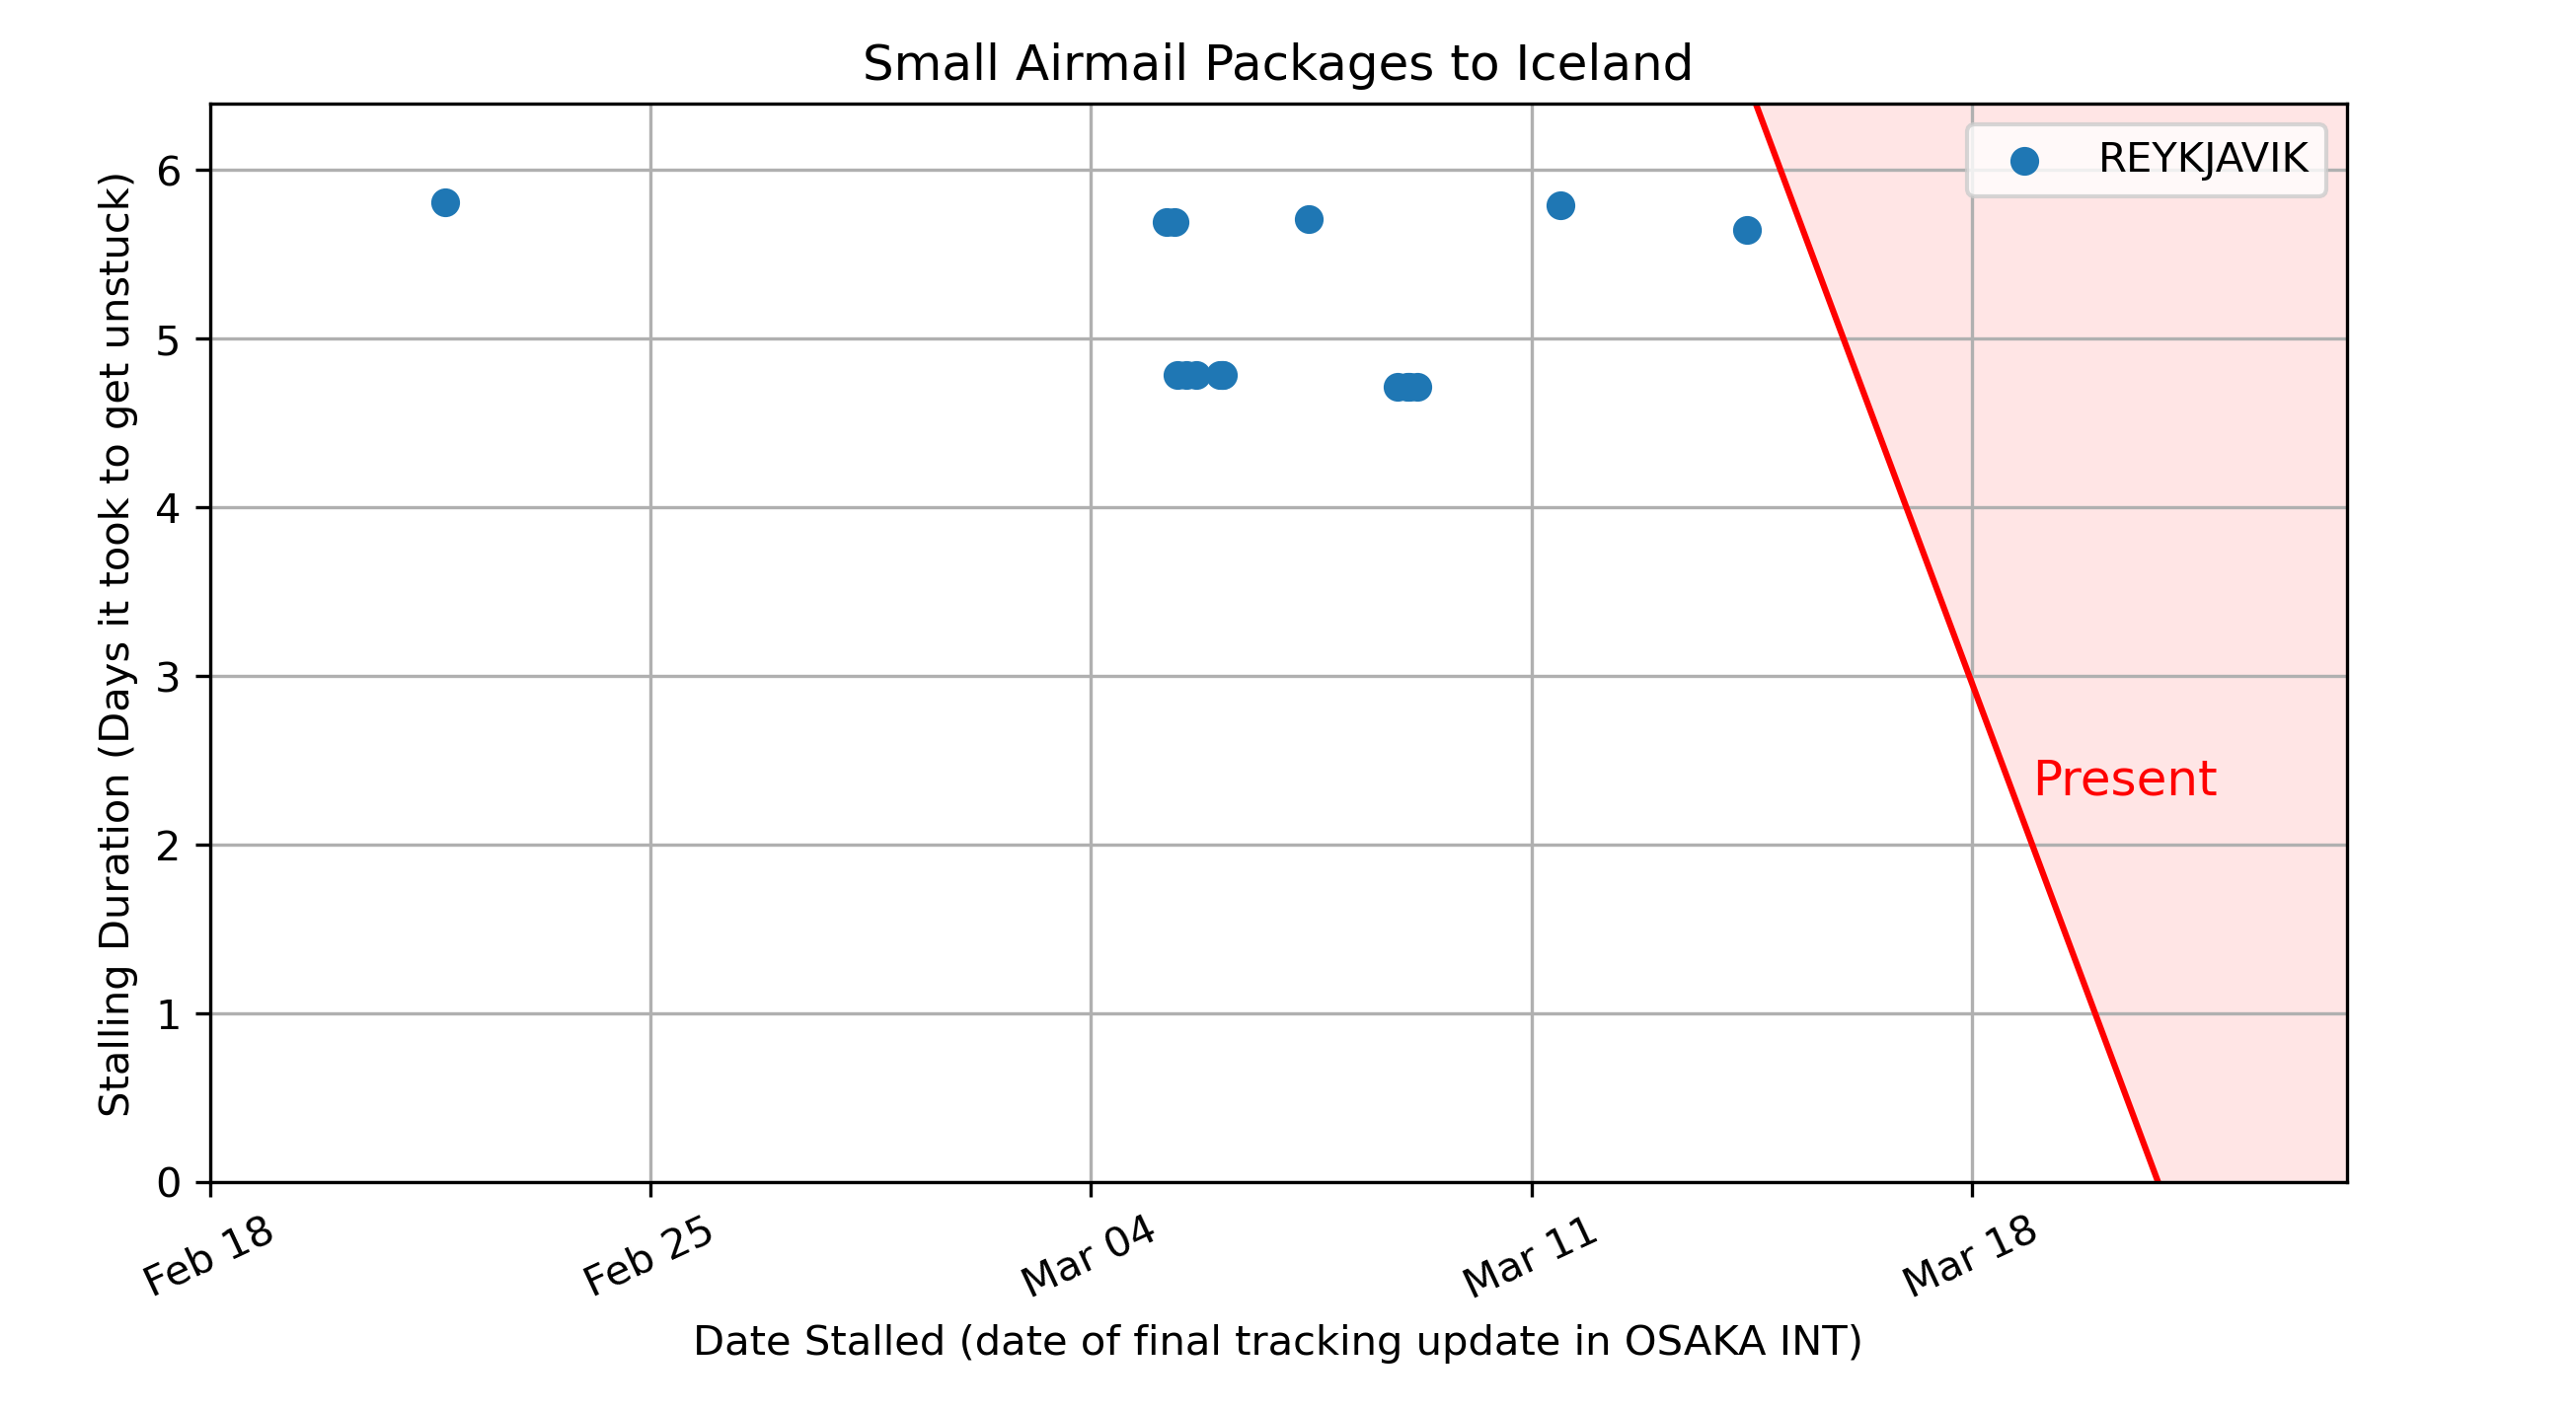 Small Airmail Packages to Iceland
REYKJAVIK
Present
Stalling Duration (Days it took to get unstuck)
6
5
4
3
2
1
0
Feb 18
Feb 25
Mar 04
Mar 11
Mar 18
Date Stalled (date of final tracking update in OSAKA INT)